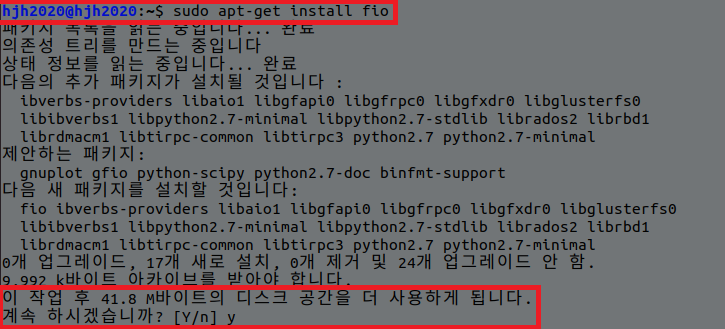 hjh2020@hjh2020:~$ sudo apt-get install fio
패키지 목록을 읽는 중입니다... 완료
의존성 트리를 만드는 중입니다
상태 정보를 읽는 중입니다... 완료
다음의 추가 패키지가 설치될 것입니다 :
ibverbs-providers libaio1 libgfapi0 libgfrpc0 libgfxdr0 libglusterfs0
libibverbs1 libpython2.7-minimal libpython2.7-stdlib librados2 librbd1
librdmacm1 libtirpc-common libtirpc3 python2.7 python2.7-minimal
제안하는 패키지:
gnuplot gfio python-scipy python2.7-doc binfmt-support
다음 새 패키지를 설치할 것입니다:
fio ibverbs-providers libaio1 libgfapi0 libgfrpc0 libgfxdr0 libglusterfs0
libibverbs1 libpython2.7-minimal libpython2.7-stdlib librados2 librbd1
librdmacm1 libtirpc-common libtirpc3 python2.7 python2.7-minimal
0개 업그레이드, 17개 새로 설치, 0개 제거 및 24개 업그레이드 안 함.
9,992 k바이트 아카이브를 받아야 합니다.
이 작업 후 41.8 M바이트의 디스크 공간을 더 사용하게 됩니다.
계속 하시겠습니까? [Y/n] y